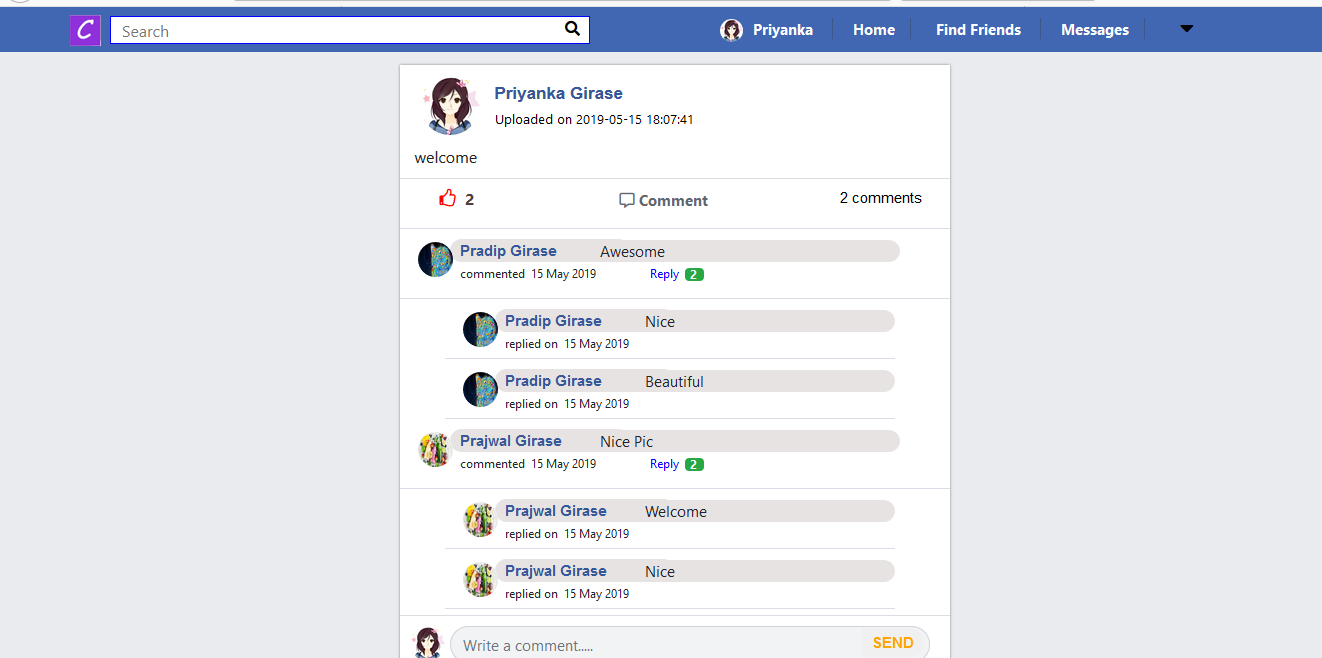 C Search Priyanka Home Find Friends Messages
Priyanka Girase
Uploaded on 2019-05-15 18:07:41
welcome
2 Comment 2 comments
Pradip Girase Awesome
commented 15 May 2019 Reply 2
Pradip Girase Nice
replied on 15 May 2019
Pradip Girase Beautiful
replied on 15 May 2019
Prajwal Girase Nice Pic
commented 15 May 2019 Reply 2
Prajwal Girase Welcome
replied on 15 May 2019
Prajwal Girase Nice
replied on 15 May 2019
Write a comment..... SEND